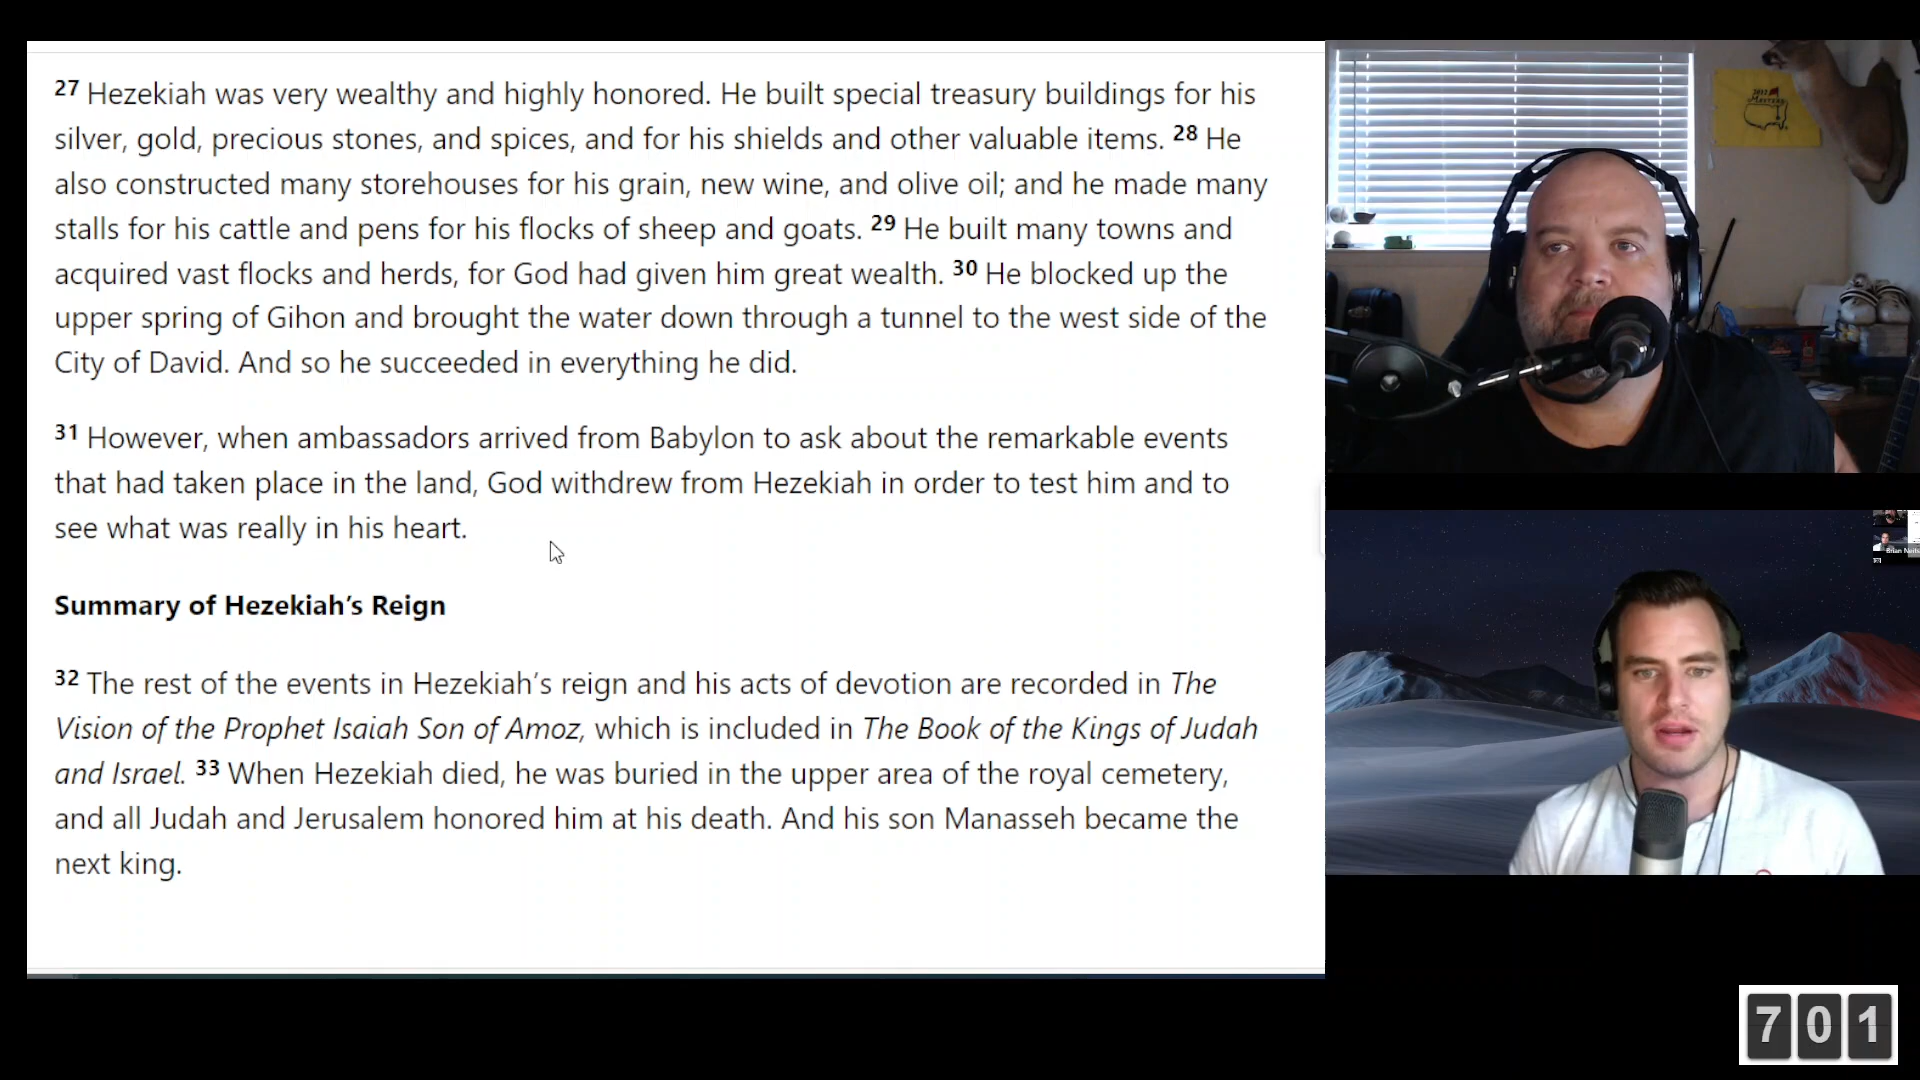 27 Hezekiah was very wealthy and highly honored. He built special treasury buildings for his
silver, gold, precious stones, and spices, and for his shields and other valuable items. 28 He
also constructed many storehouses for his grain, new wine, and olive oil; and he made many
stalls for his cattle and pens for his flocks of sheep and goats. 29 He built many towns and
acquired vast flocks and herds, for God had given him great wealth. 30 He blocked up the
upper spring of Gihon and brought the water down through a tunnel to the west side of the
City of David. And so he succeeded in everything he did.
31 However, when ambassadors arrived from Babylon to ask about the remarkable events
that had taken place in the land, God withdrew from Hezekiah in order to test him and to
see what was really in his heart.
Summary of Hezekiah’s Reign
32 The rest of the events in Hezekiah’s reign and his acts of devotion are recorded in The
Vision of the Prophet Isaiah Son of Amoz, which is included in The Book of the Kings of Judah
and Israel. 33 When Hezekiah died, he was buried in the upper area of the royal cemetery,
and all Judah and Jerusalem honored him at his death. And his son Manasseh became the
next king.
Masters
Brian
701